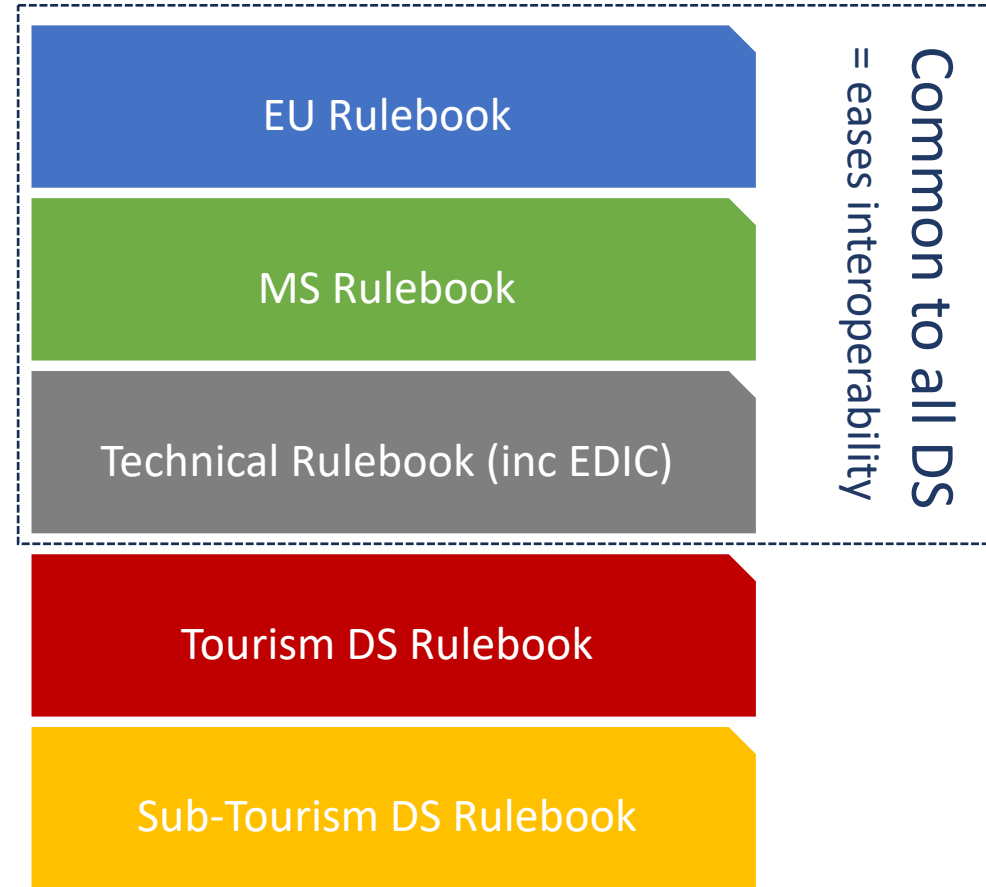 EU Rulebook
MS Rulebook
Technical Rulebook (inc EDIC)
Common to all DS
= eases interoperability
Tourism DS Rulebook
Sub-Tourism DS Rulebook